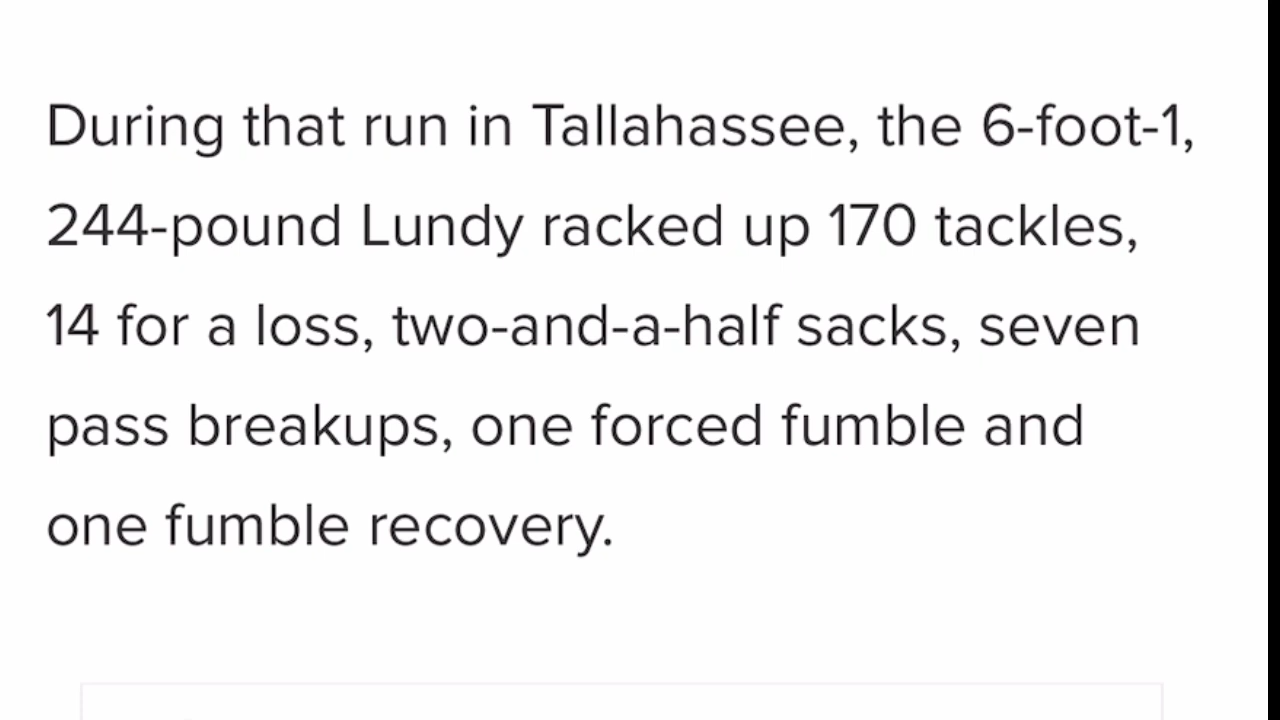 During that run in Tallahassee, the 6-foot-1,
244-pound Lundy racked up 170 tackles,
14 for a loss, two-and-a-half sacks, seven
pass breakups, one forced fumble and
one fumble recovery.